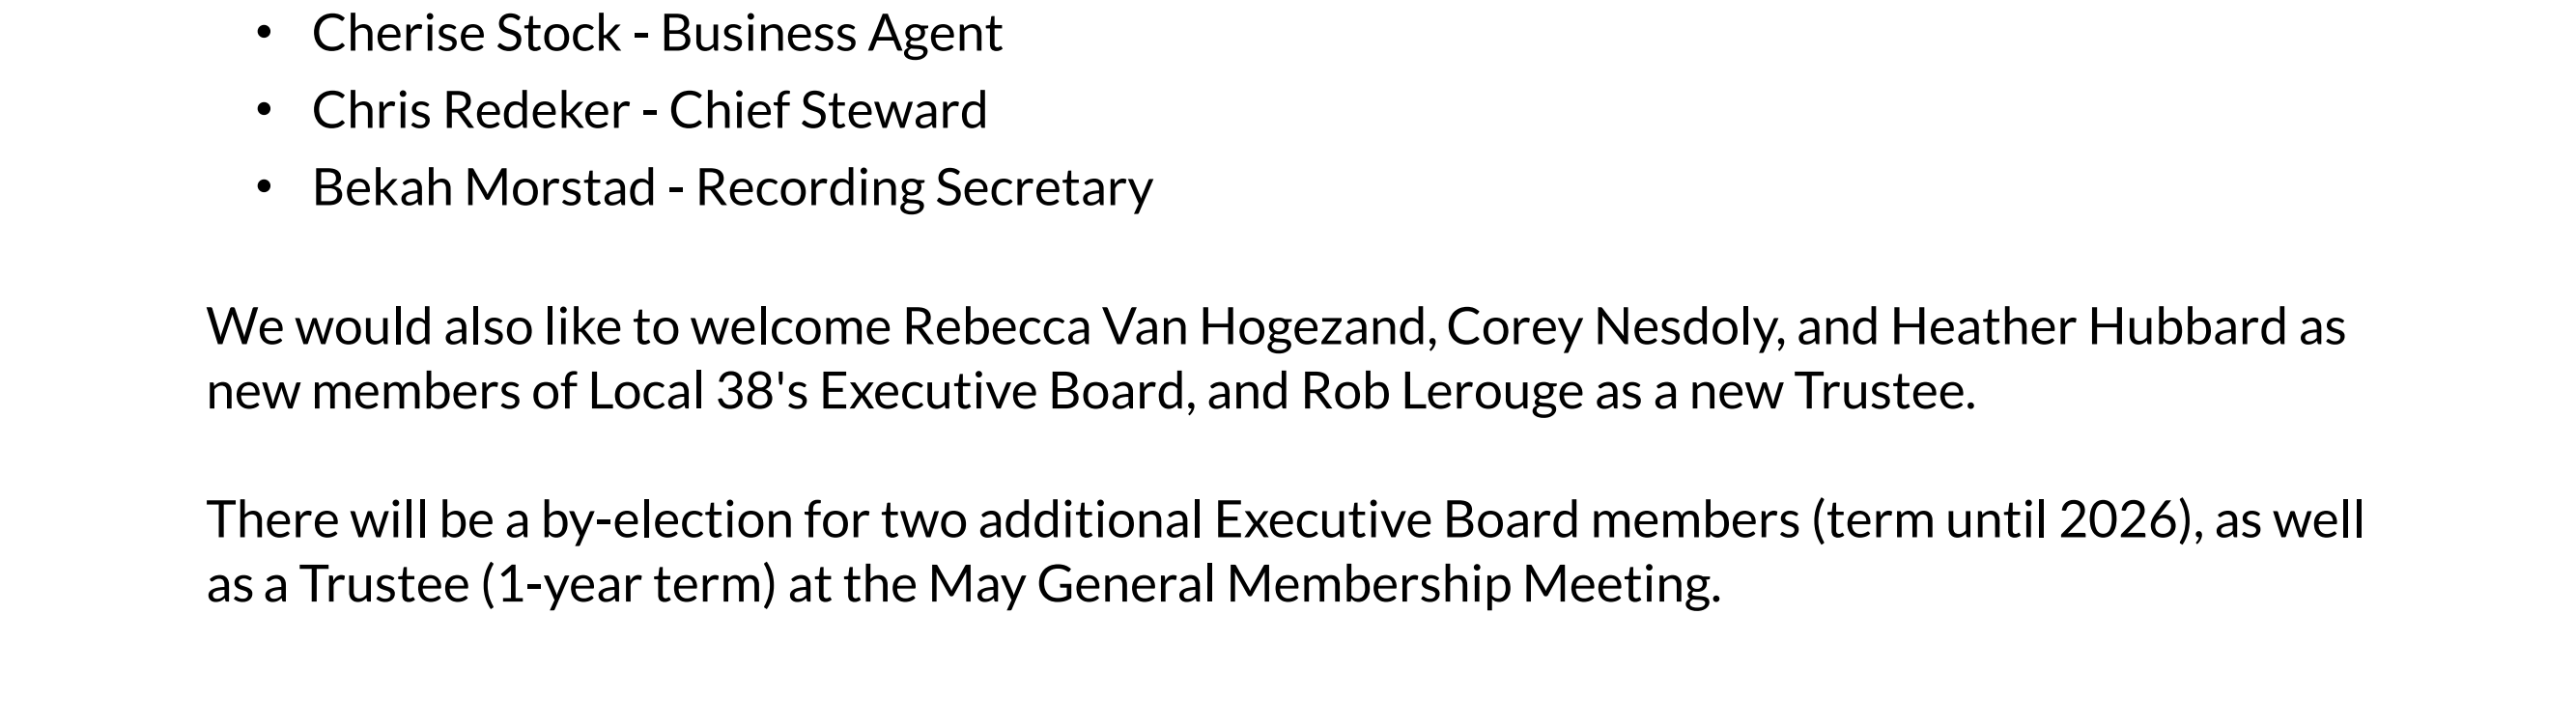 • Cherise Stock - Business Agent
• Chris Redeker - Chief Steward
• Bekah Morstad - Recording Secretary
We would also like to welcome Rebecca Van Hogezand, Corey Nesdoly, and Heather Hubbard as
new members of Local 38's Executive Board, and Rob Lerouge as a new Trustee.
There will be a by-election for two additional Executive Board members (term until 2026), as well
as a Trustee (1-year term) at the May General Membership Meeting.